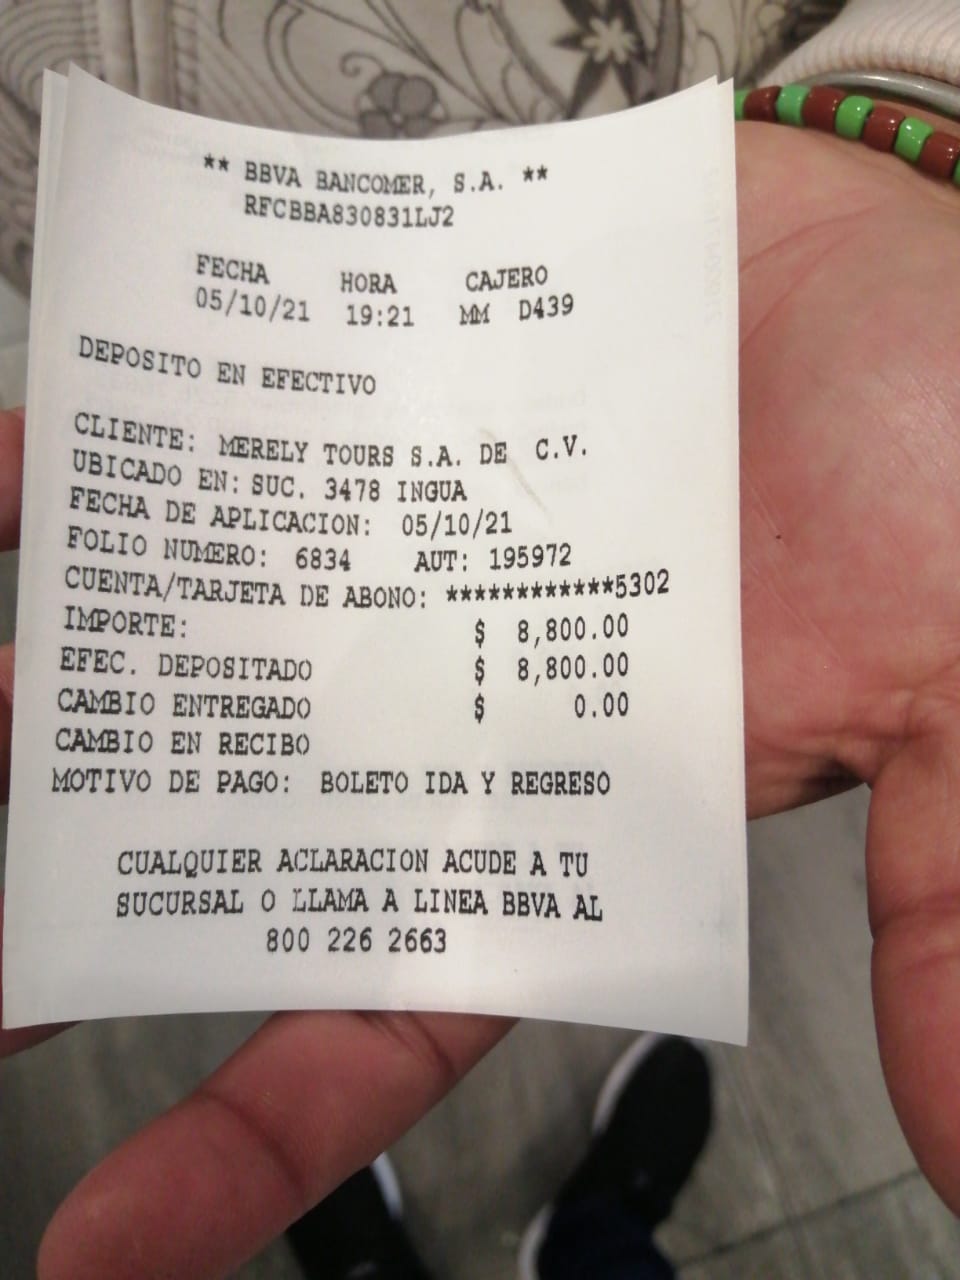 ** BBVA BANCOMER, S.A. **
RFCBBA830831LJ2
FECHA HORA CAJERO
05/10/21 19:21 MM D439
DEPOSITO EN EFECTIVO
CLIENTE: MERELY TOURS S.A. DE C.V.
UBICADO EN: SUC. 3478 INGUA
FECHA DE APLICACION: 05/10/21
FOLIO NUMERO: 6834 AUT: 195972
CUENTA/TARJETA DE ABONO: ************5302
IMPORTE: $ 8,800.00
EFEC. DEPOSITADO $ 8,800.00
CAMBIO ENTREGADO $ 0.00
CAMBIO EN RECIBO
MOTIVO DE PAGO: BOLETO IDA Y REGRESO
CUALQUIER ACLARACION ACUDE A TU
SUCURSAL O LLAMA A LINEA BBVA AL
800 226 2663